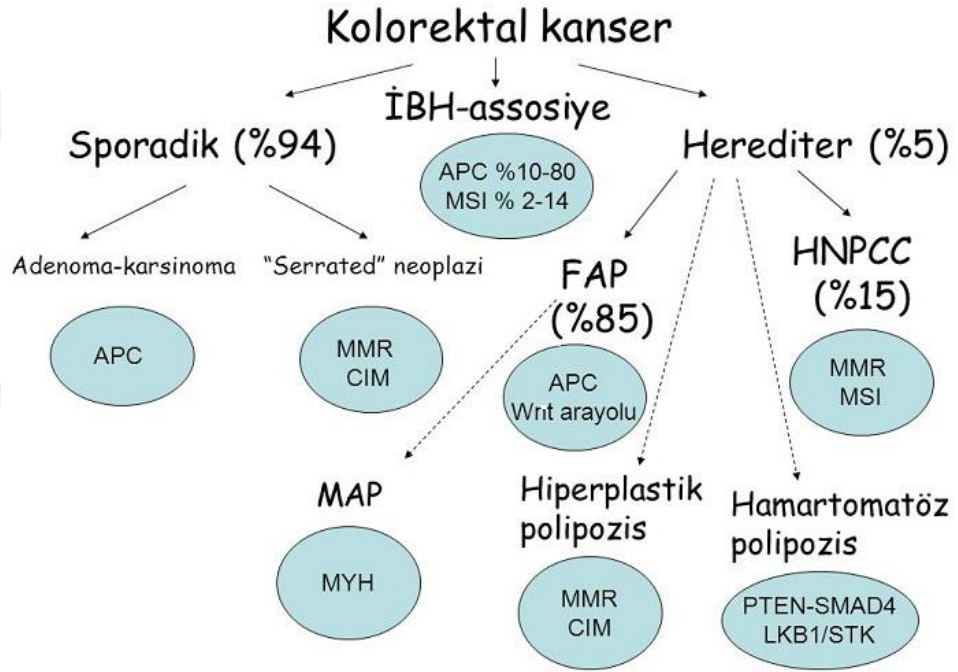 Kolorektal kanser
İBH-assosiye
Sporadik (%94)
Herediter (%5)
APC %10-80
MSI % 2-14
Adenoma-karsinoma
"Serrated" neoplazi
FAP
(%85)
HNPCC
(%15)
APC
MMR
CIM
APC
Wnt arayolu
MMR
MSI
MAP
Hiperplastik
polipozis
Hamartomatöz
polipozis
MYH
MMR
CIM
PTEN-SMAD4
LKB1/STK